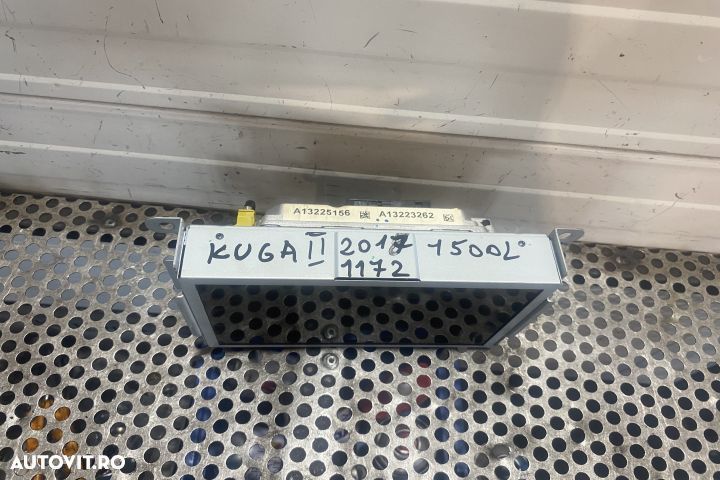 A13225156 A13223262
KUGA II 2017 1500L
1172
AUTOVIT.RO